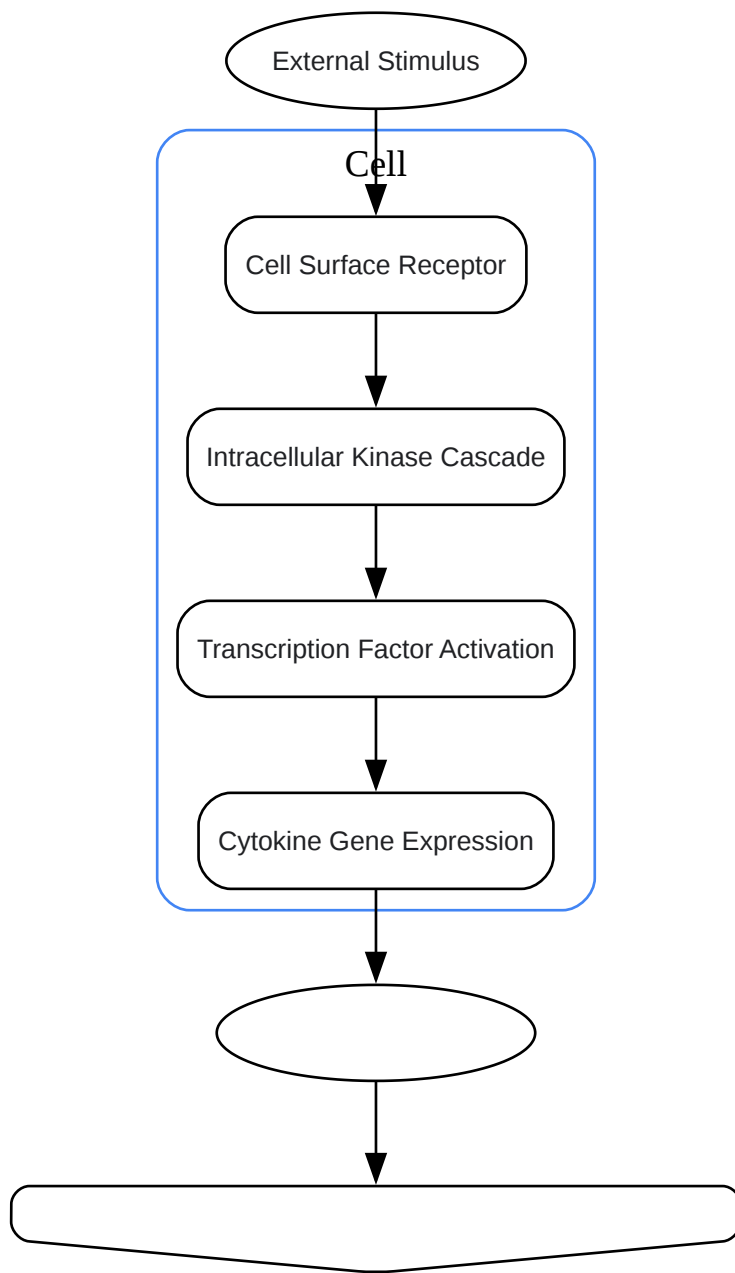 External Stimulus
Cell
Cell Surface Receptor
Intracellular Kinase Cascade
Transcription Factor Activation
Cytokine Gene Expression